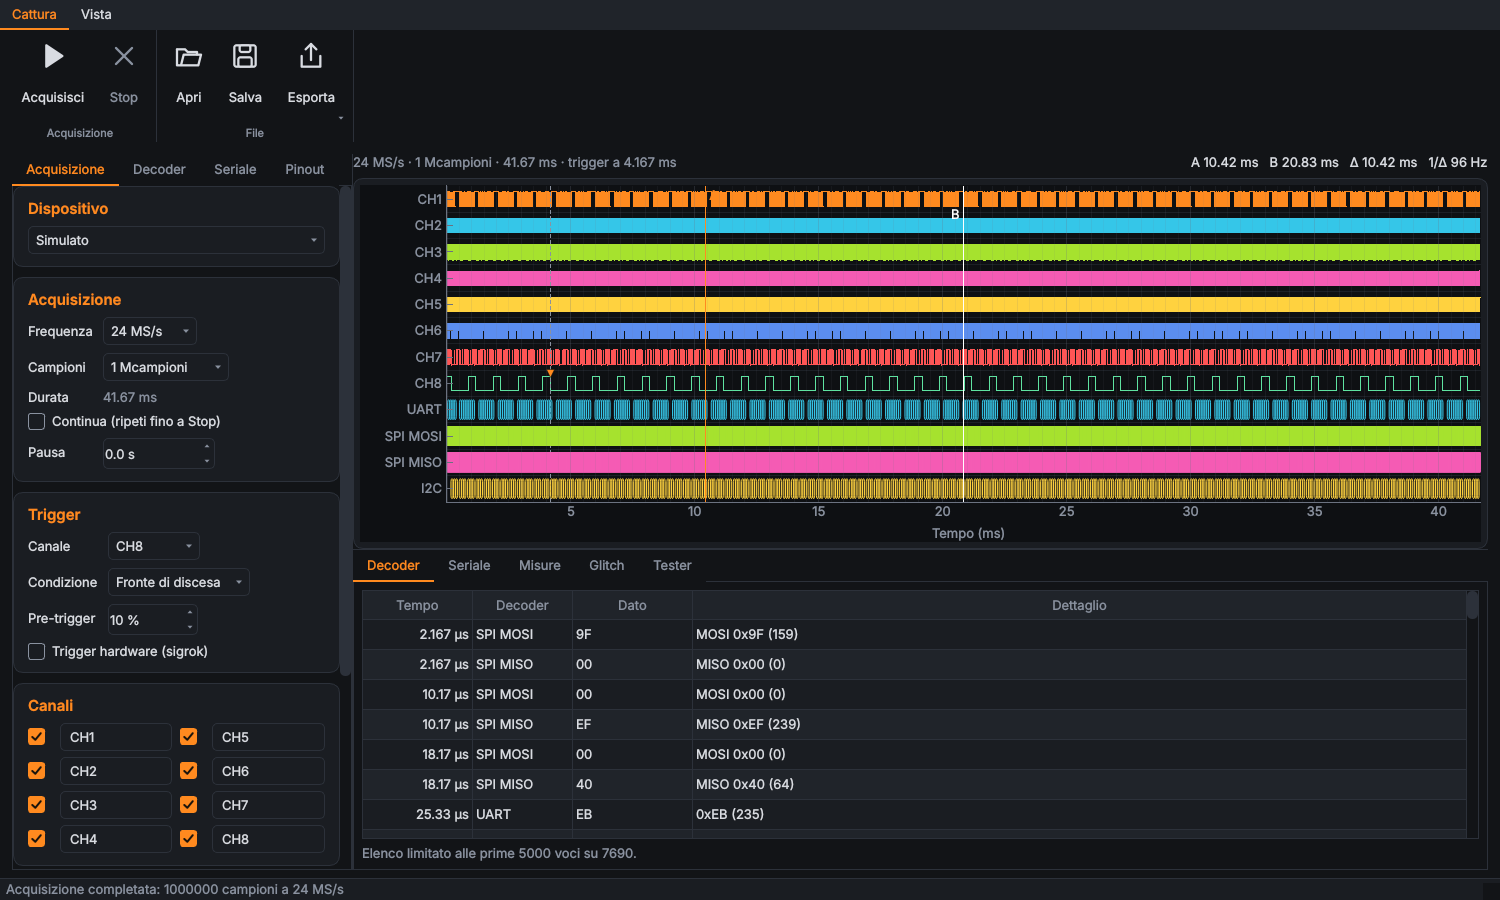 Cattura Vista
Acquisisci Stop Apri Salva Esporta
Acquisizione File
Acquisizione Decoder Seriale Pinout
Dispositivo
Simulato
Acquisizione
Frequenza 24 MS/s
Campioni 1 Mcampioni
Durata 41.67 ms
Continua (ripeti fino a Stop)
Pausa 0.0 s
Trigger
Canale CH8
Condizione Fronte di discesa
Pre-trigger 10 %
Trigger hardware (sigrok)
Canali
CH1 CH5
CH2 CH6
CH3 CH7
CH4 CH8
24 MS/s · 1 Mcampioni · 41.67 ms · trigger a 4.167 ms
A 10.42 ms B 20.83 ms Δ 10.42 ms 1/Δ 96 Hz
CH1
B
CH2
CH3
CH4
CH5
CH6
CH7
CH8
UART
SPI MOSI
SPI MISO
I2C
5 10 15 20 25 30 35 40
Tempo (ms)
Decoder Seriale Misure Glitch Tester
Tempo Decoder Dato Dettaglio
2.167 µs SPI MOSI 9F MOSI 0x9F (159)
2.167 µs SPI MISO 00 MISO 0x00 (0)
10.17 µs SPI MOSI 00 MOSI 0x00 (0)
10.17 µs SPI MISO EF MISO 0xEF (239)
18.17 µs SPI MOSI 00 MOSI 0x00 (0)
18.17 µs SPI MISO 40 MISO 0x40 (64)
25.33 µs UART EB 0xEB (235)
Elenco limitato alle prime 5000 voci su 7690.
Acquisizione completata: 1000000 campioni a 24 MS/s